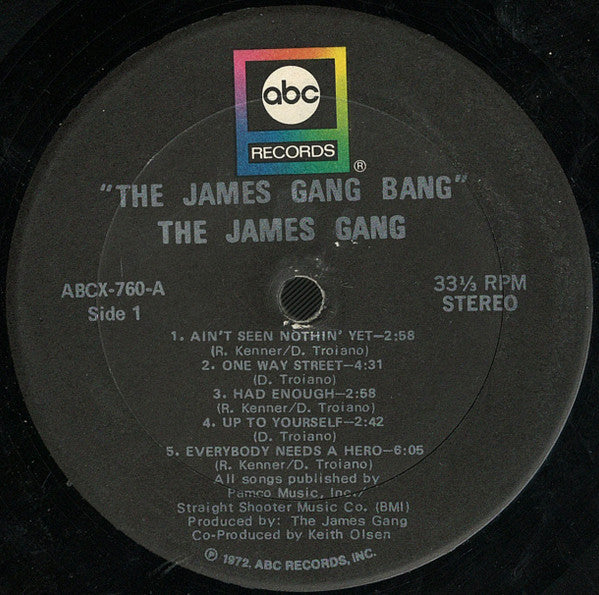 abc
RECORDS
®
"THE JAMES GANG BANG"
THE JAMES GANG
ABCX-760-A
Side 1
33⅓ RPM
STEREO
1. AIN'T SEEN NOTHIN' YET—2:58
(R. Kenner/D. Troiano)
2. ONE WAY STREET—4:31
(D. Troiano)
3. HAD ENOUGH—2:58
(R. Kenner/D. Troiano)
4. UP TO YOURSELF—2:42
(D. Troiano)
5. EVERYBODY NEEDS A HERO—6:05
(R. Kenner/D. Troiano)
All songs published by
Pamco Music, Inc./
Straight Shooter Music Co. (BMI)
Produced by: The James Gang
Co-Produced by Keith Olsen
℗ 1972, ABC RECORDS, INC.